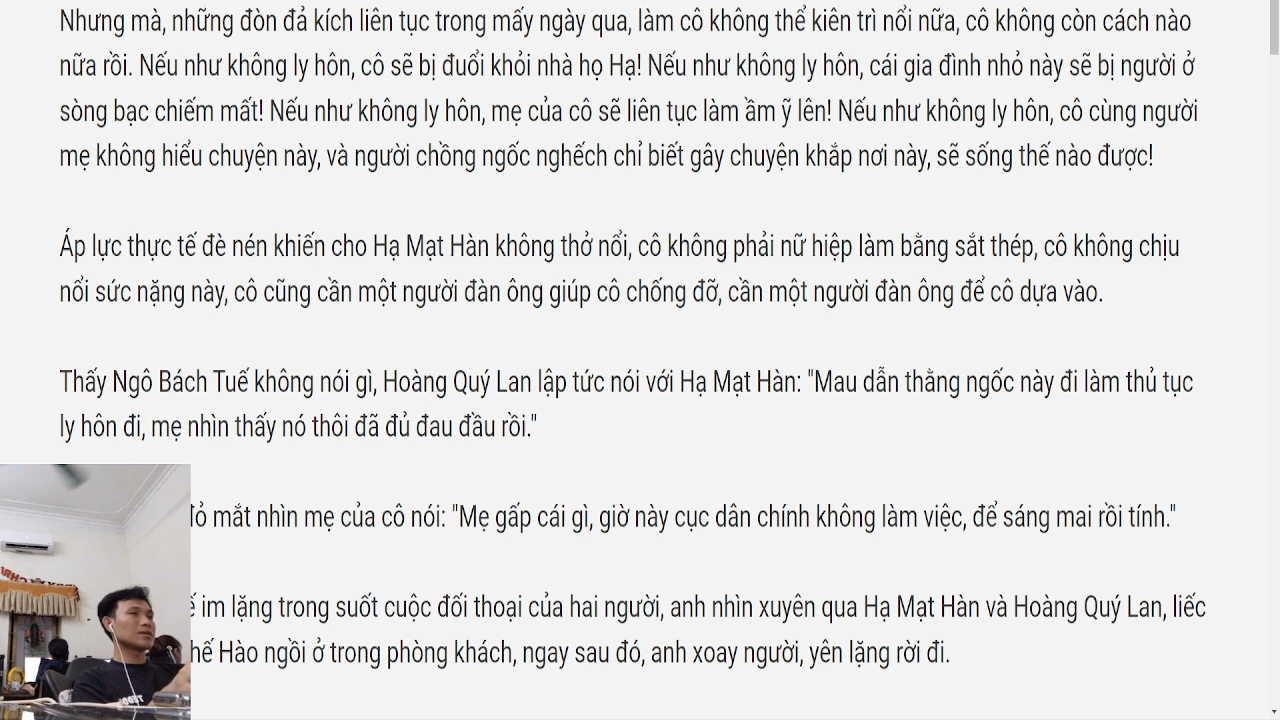 Nhưng mà, những đòn đả kích liên tục trong mấy ngày qua, làm cô không thể kiên trì nổi nữa, cô không còn cách nào
nữa rồi. Nếu như không ly hôn, cô sẽ bị đuổi khỏi nhà họ Hạ! Nếu như không ly hôn, cái gia đình nhỏ này sẽ bị người ở
sòng bạc chiếm mất! Nếu như không ly hôn, mẹ của cô sẽ liên tục làm ầm ỹ lên! Nếu như không ly hôn, cô cùng người
mẹ không hiểu chuyện này, và người chồng ngốc nghếch chỉ biết gây chuyện khắp nơi này, sẽ sống thế nào được!
Áp lực thực tế đè nén khiến cho Hạ Mạt Hàn không thở nổi, cô không phải nữ hiệp làm bằng sắt thép, cô không chịu
nổi sức nặng này, cô cũng cần một người đàn ông giúp cô chống đỡ, cần một người đàn ông để cô dựa vào.
Thấy Ngô Bách Tuế không nói gì, Hoàng Quý Lan lập tức nói với Hạ Mạt Hàn: "Mau dẫn thằng ngốc này đi làm thủ tục
ly hôn đi, mẹ nhìn thấy nó thôi đã đủ đau đầu rồi."
mắt nhìn mẹ của cô nói: "Mẹ gấp cái gì, giờ này cục dân chính không làm việc, để sáng mai rồi tính."
im lặng trong suốt cuộc đối thoại của hai người, anh nhìn xuyên qua Hạ Mạt Hàn và Hoàng Quý Lan, liếc
Hào ngồi ở trong phòng khách, ngay sau đó, anh xoay người, yên lặng rời đi.